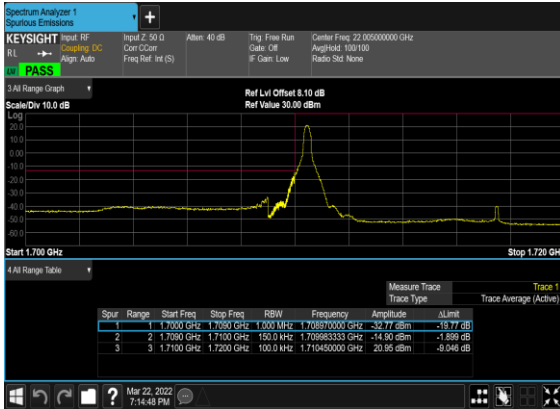 Spectrum Analyzer 1
Spurious Emissions
+
KEYSIGHT
RL
LXI
PASS
Input: RF
Coupling: DC
Align: Auto
Input Z: 50 Ω
Corr CCorr
Freq Ref: Int (S)
Atten: 40 dB
Trig: Free Run
Gate: Off
IF Gain: Low
Center Freq: 22.005000000 GHz
Avg|Hold: 100/100
Radio Std: None
3 All Range Graph
Scale/Div 10.0 dB
Ref Lvl Offset 8.10 dB
Ref Value 30.00 dBm
Log
20.0
10.0
0.00
-10.0
-20.0
-30.0
-40.0
-50.0
-60.0
Start 1.700 GHz
Stop 1.720 GH
4 All Range Table
Measure Trace Trace 1
Trace Type Trace Average (Active)
Spur Range Start Freq Stop Freq RBW Frequency Amplitude ΔLimit
1 1 1.7000 GHz 1.7090 GHz 1.000 MHz 1.708970000 GHz -32.77 dBm -19.77 dB
2 2 1.7090 GHz 1.7100 GHz 150.0 kHz 1.709983333 GHz -14.90 dBm -1.899 dB
3 3 1.7100 GHz 1.7200 GHz 100.0 kHz 1.710450000 GHz 20.95 dBm -9.046 dB
?
Mar 22, 2022
7:14:48 PM